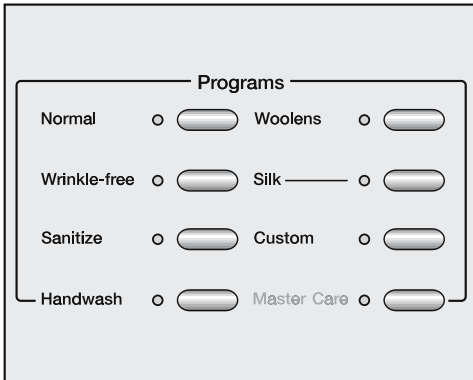 Programs
Normal
Woolens
Wrinkle-free
Silk
Sanitize
Custom
Handwash
Master Care